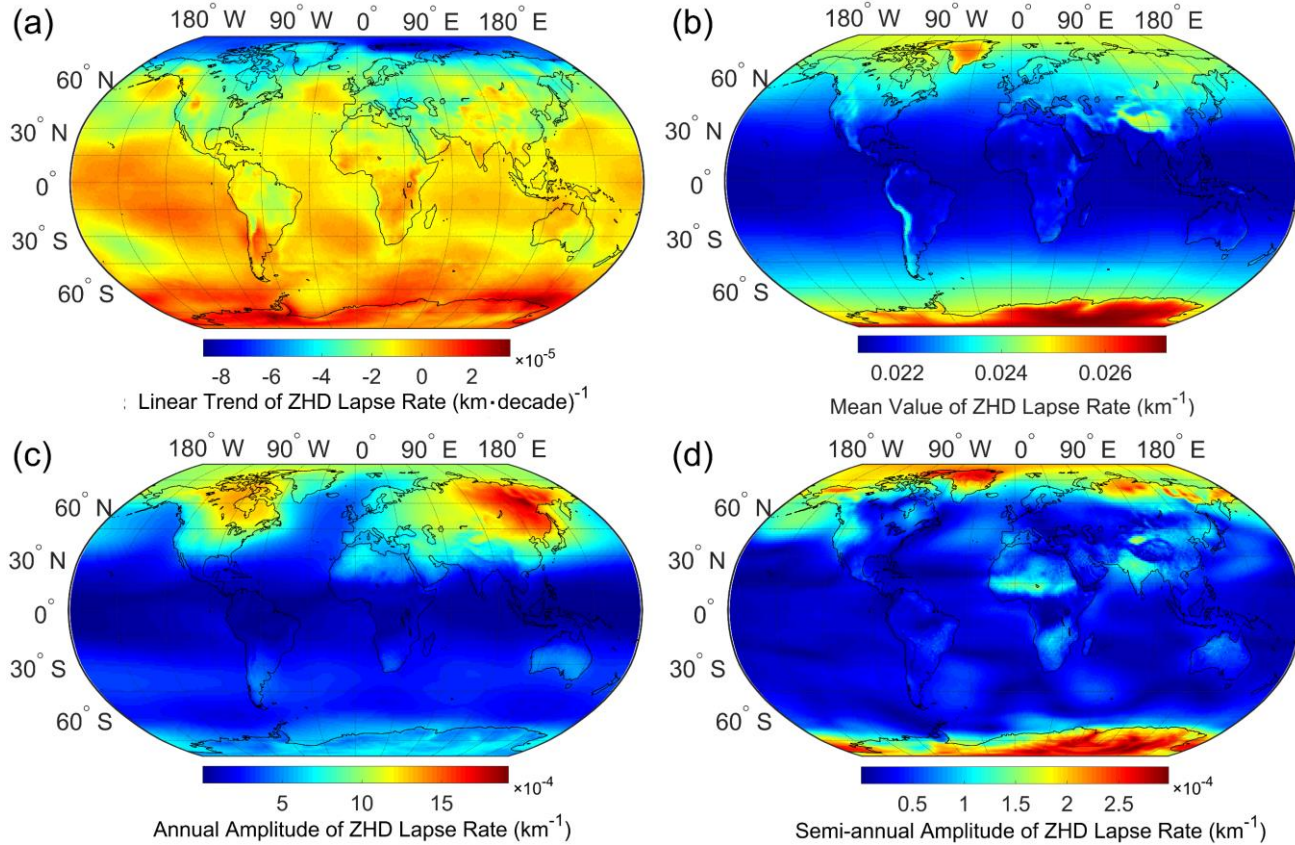 (a)
180° W 90° W 0° 90° E 180° E
60° N
30° N
0°
30° S
60° S
-8 -6 -4 -2 0 2 ×10⁻⁵
: Linear Trend of ZHD Lapse Rate (km·decade)⁻¹
(b)
180° W 90° W 0° 90° E 180° E
60° N
30° N
0°
30° S
60° S
0.022 0.024 0.026
Mean Value of ZHD Lapse Rate (km⁻¹)
(c)
180° W 90° W 0° 90° E 180° E
60° N
30° N
0°
30° S
60° S
5 10 15 ×10⁻⁴
Annual Amplitude of ZHD Lapse Rate (km⁻¹)
(d)
180° W 90° W 0° 90° E 180° E
60° N
30° N
0°
30° S
60° S
0.5 1 1.5 2 2.5 ×10⁻⁴
Semi-annual Amplitude of ZHD Lapse Rate (km⁻¹)